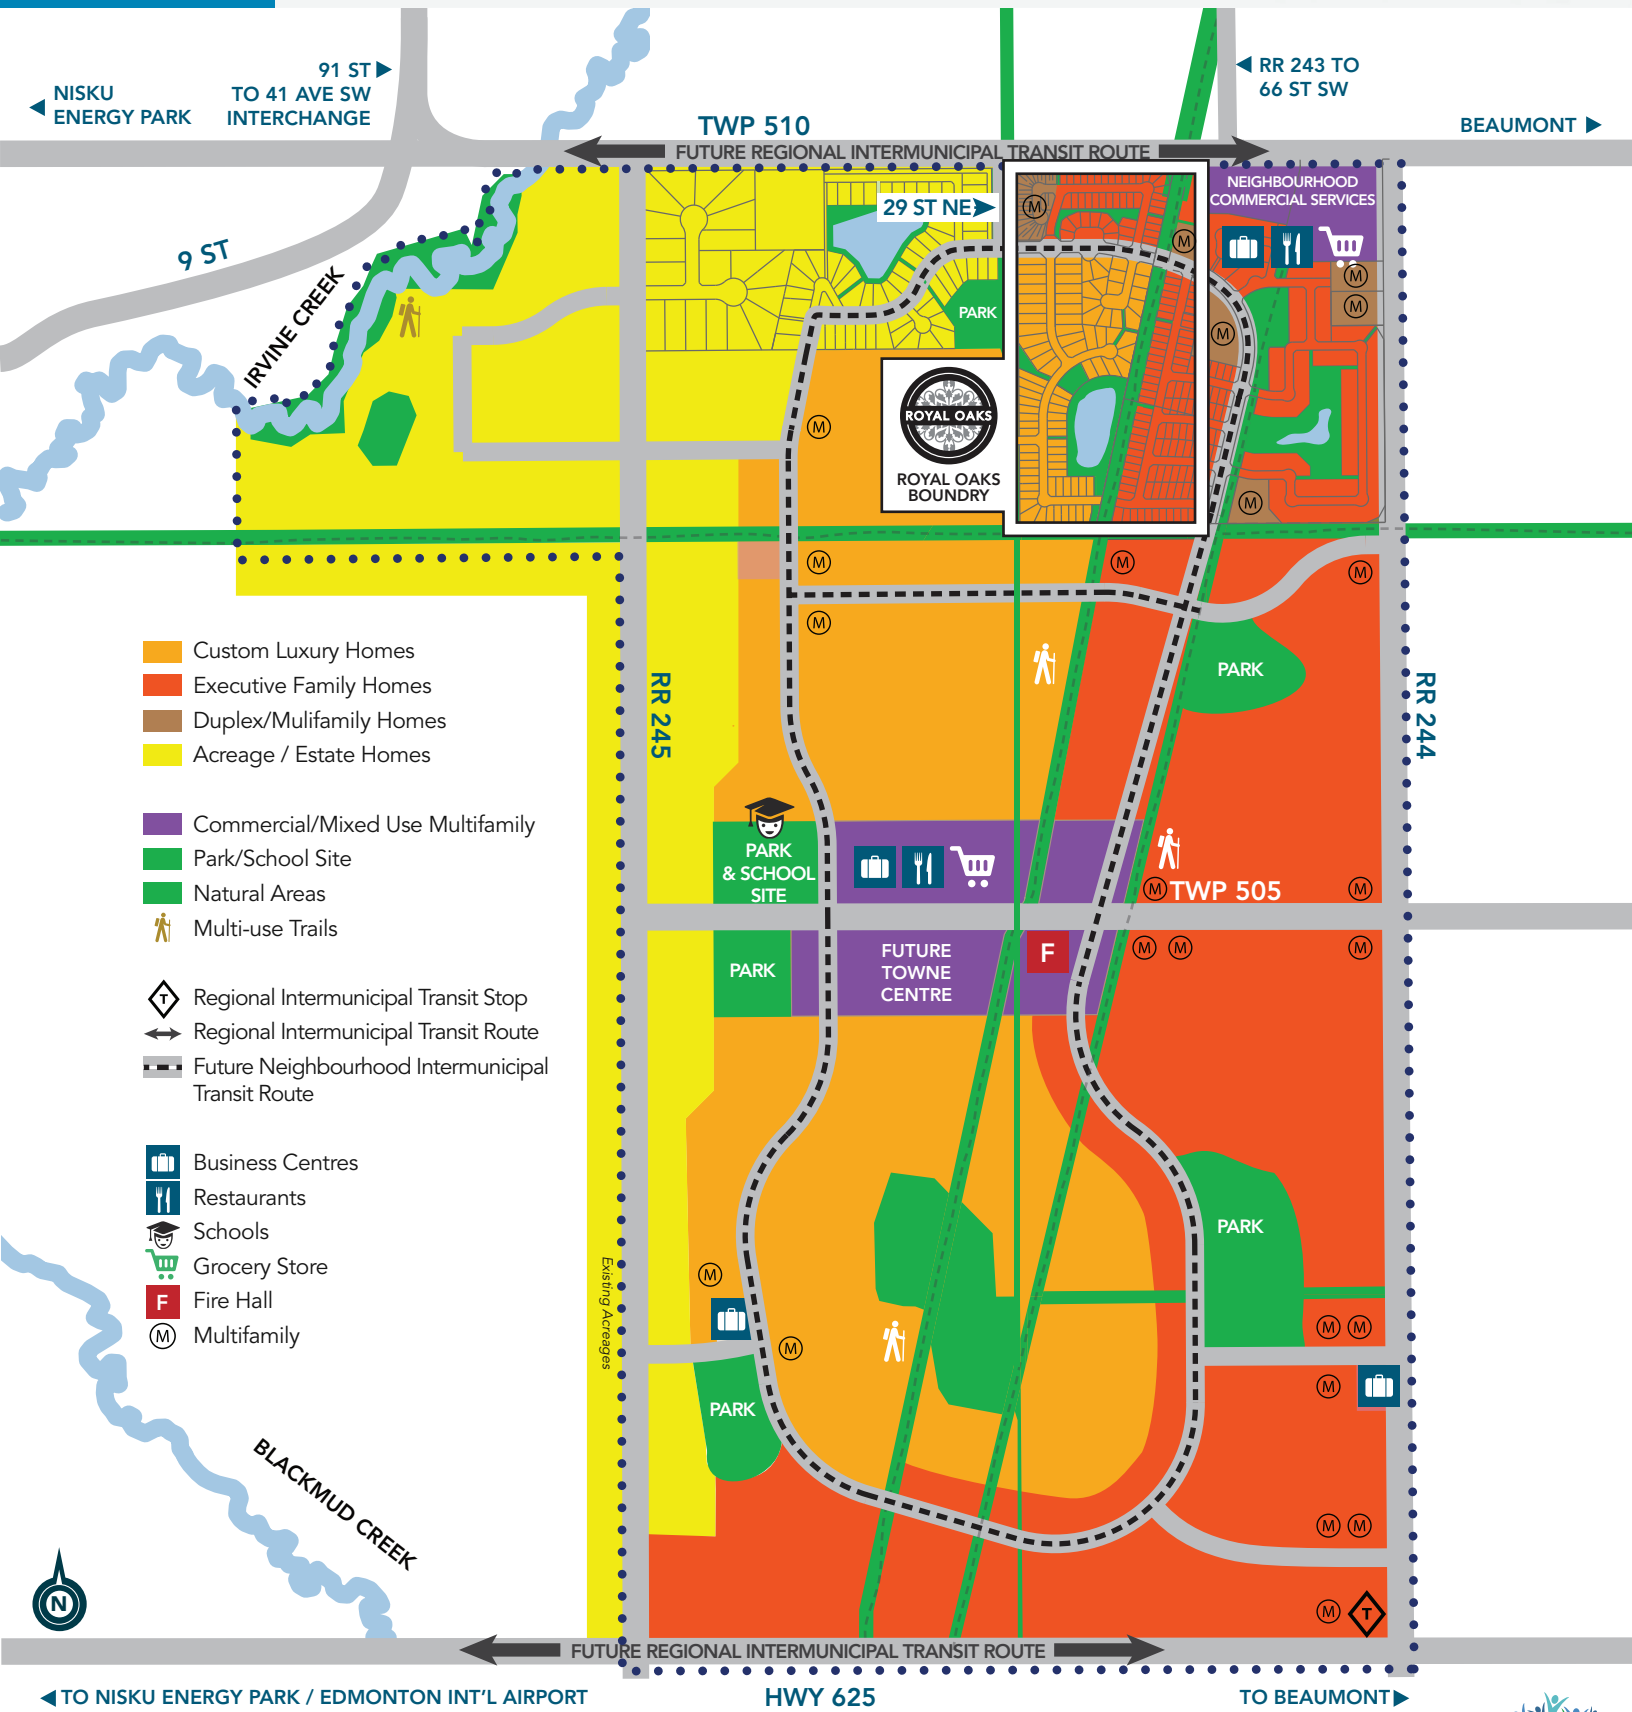 91 ST
TO 41 AVE SW
INTERCHANGE
NISKU
ENERGY PARK
RR 243 TO
66 ST SW
BEAUMONT
TWP 510
FUTURE REGIONAL INTERMUNICIPAL TRANSIT ROUTE
NEIGHBOURHOOD
COMMERCIAL SERVICES
29 ST NE
9 ST
IRVINE CREEK
M
M
M
M
M
M
PARK
ROYAL OAKS
ROYAL OAKS
BOUNDRY
M
M
M
M
M
Custom Luxury Homes
Executive Family Homes
Duplex/Mulifamily Homes
Acreage / Estate Homes
RR 245
PARK
RR 244
Commercial/Mixed Use Multifamily
Park/School Site
Natural Areas
Multi-use Trails
PARK
& SCHOOL
SITE
M
TWP 505
M
PARK
FUTURE
TOWNE
CENTRE
F
M
M
M
T
Regional Intermunicipal Transit Stop
Regional Intermunicipal Transit Route
Future Neighbourhood Intermunicipal
Transit Route
Business Centres
Restaurants
Schools
Grocery Store
F
Fire Hall
M
Multifamily
Existing Acreages
PARK
M
M
M
M
M
PARK
BLACKMUD CREEK
M
M
M
T
N
FUTURE REGIONAL INTERMUNICIPAL TRANSIT ROUTE
TO NISKU ENERGY PARK / EDMONTON INT'L AIRPORT
HWY 625
TO BEAUMONT